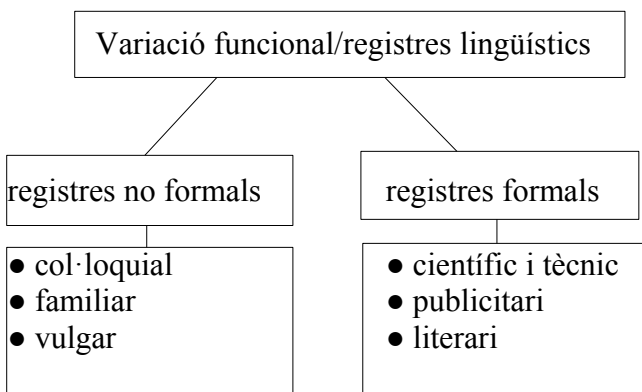 Variació funcional/registres lingüístics
registres no formals
● col·loquial
● familiar
● vulgar
registres formals
● científic i tècnic
● publicitari
● literari